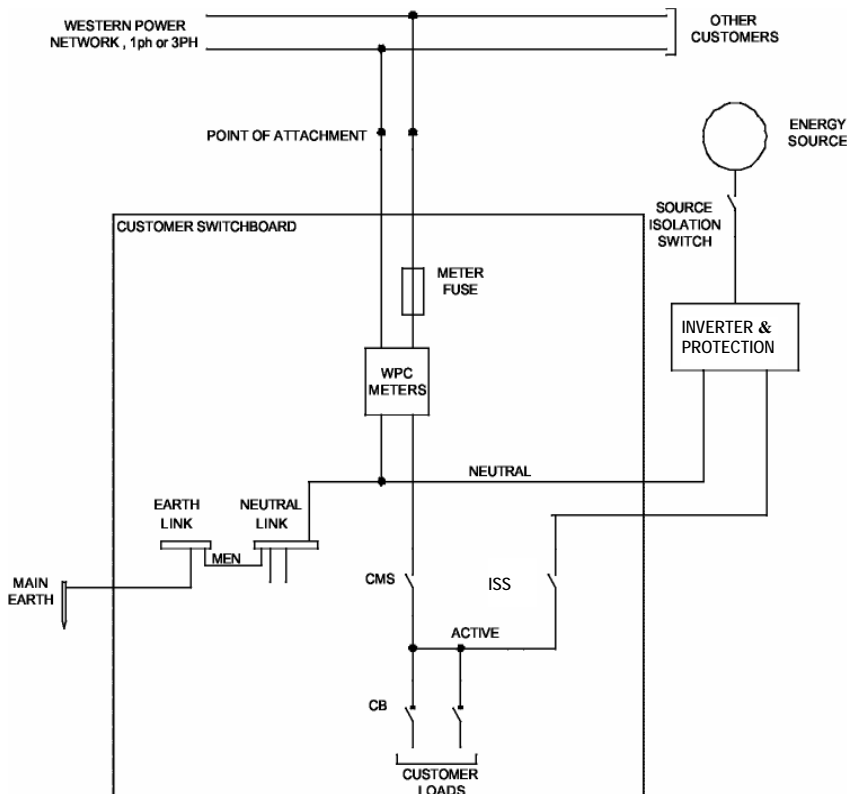 WESTERN POWER
NETWORK , 1ph or 3PH
OTHER
CUSTOMERS
POINT OF ATTACHMENT
ENERGY
SOURCE
SOURCE
ISOLATION
SWITCH
CUSTOMER SWITCHBOARD
METER
FUSE
INVERTER &
PROTECTION
WPC
METERS
NEUTRAL
EARTH
LINK
NEUTRAL
LINK
MEN
MAIN
EARTH
CMS
ISS
ACTIVE
CB
CUSTOMER
LOADS